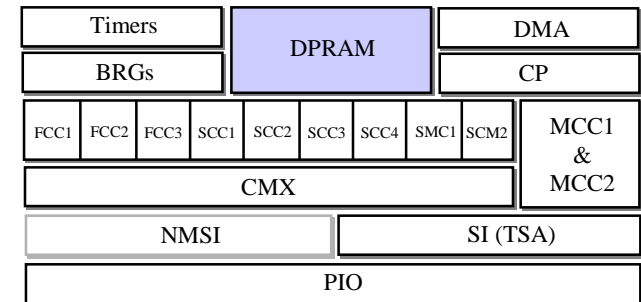 Timers
DPRAM
DMA
BRGs
CP
FCC1 FCC2 FCC3 SCC1 SCC2 SCC3 SCC4 SMC1 SCM2
MCC1
&
MCC2
CMX
NMSI
SI (TSA)
PIO